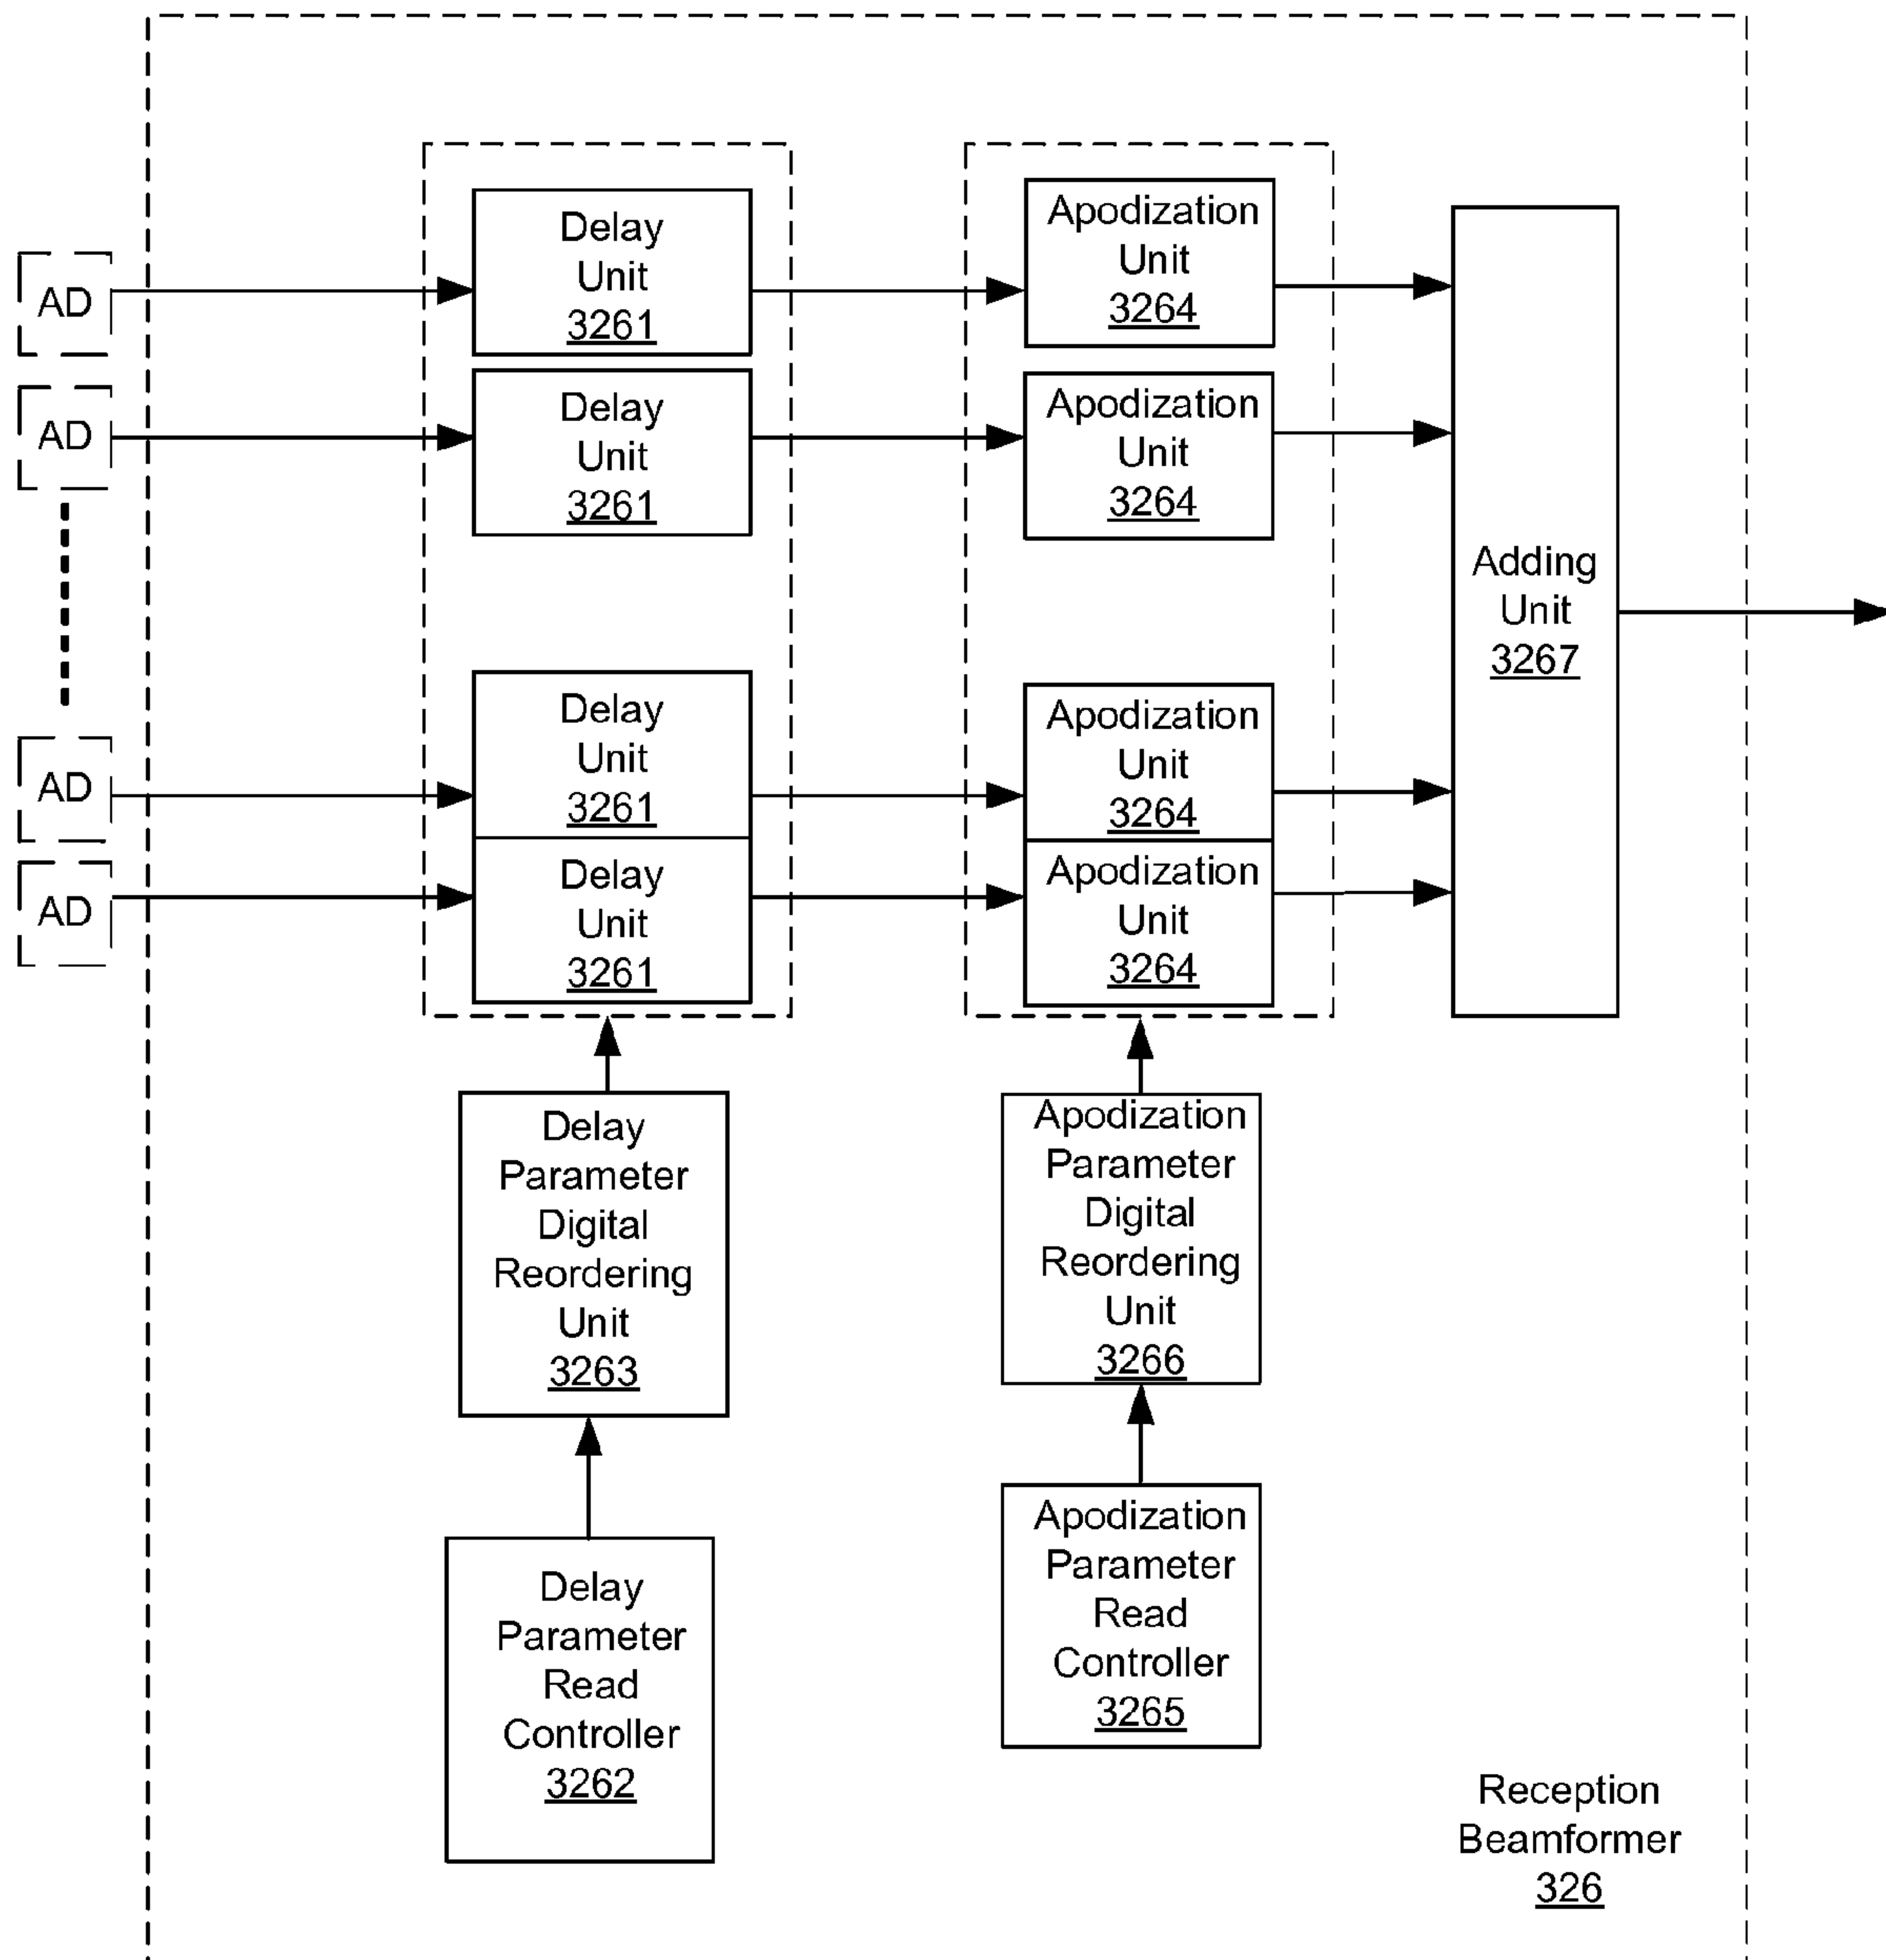 AD
Delay
Unit
3261
Apodization
Unit
3264
AD
Delay
Unit
3261
Apodization
Unit
3264
Adding
Unit
3267
AD
Delay
Unit
3261
Apodization
Unit
3264
AD
Delay
Unit
3261
Apodization
Unit
3264
Delay
Parameter
Digital
Reordering
Unit
3263
Apodization
Parameter
Digital
Reordering
Unit
3266
Delay
Parameter
Read
Controller
3262
Apodization
Parameter
Read
Controller
3265
Reception
Beamformer
326